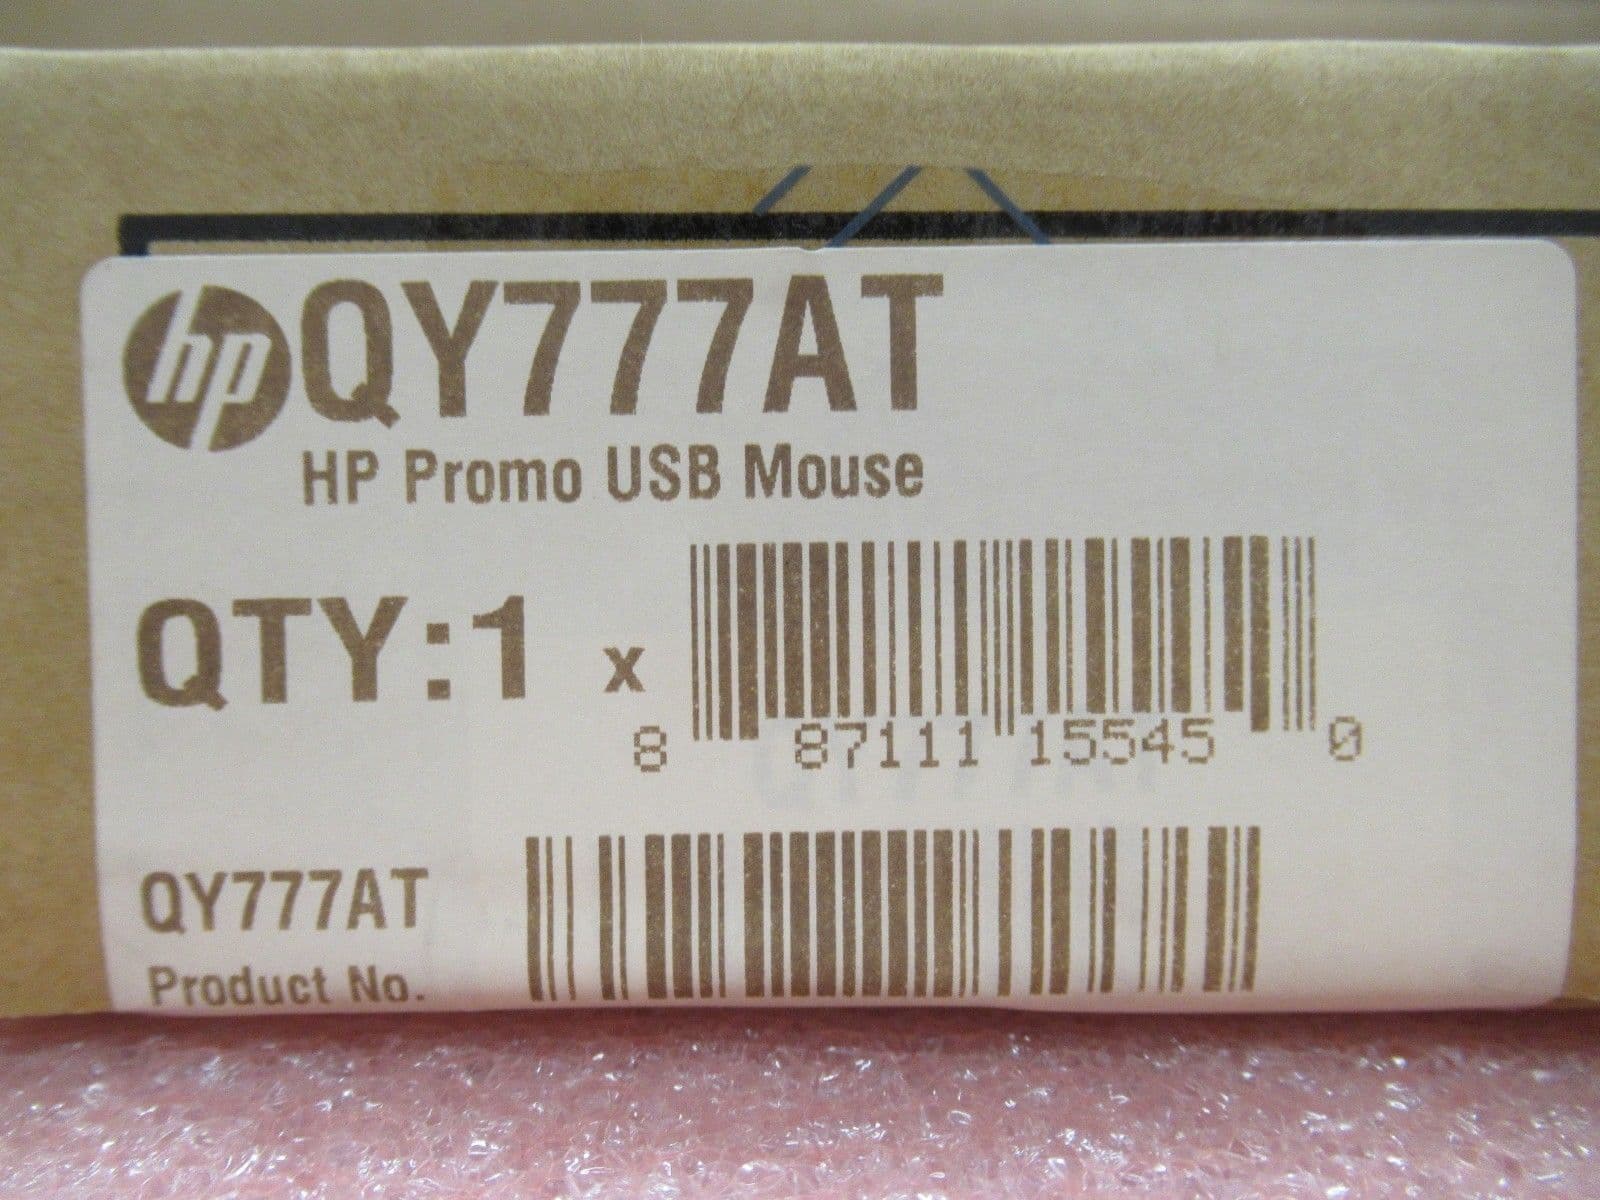 hp QY777AT
HP Promo USB Mouse
QTY:1 x
8 87111 15545 0
QY777AT
Product No.